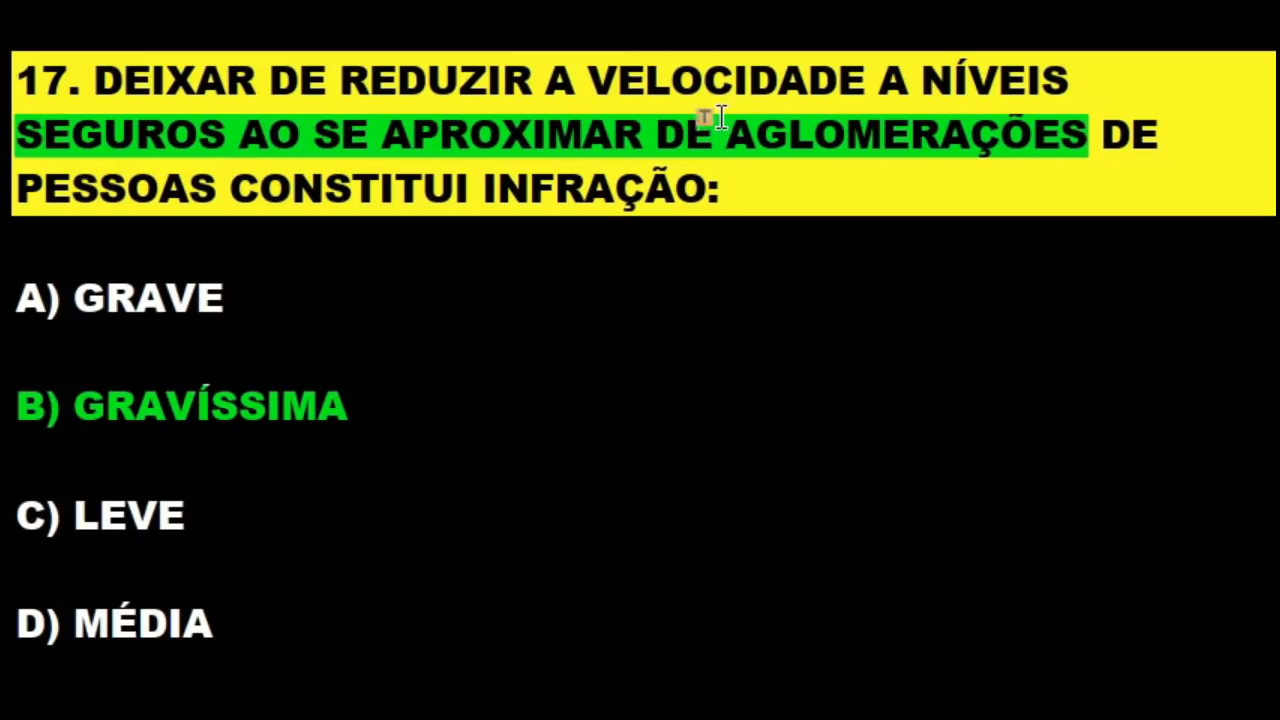 17. DEIXAR DE REDUZIR A VELOCIDADE A NÍVEIS
SEGUROS AO SE APROXIMAR DE AGLOMERAÇÕES DE
PESSOAS CONSTITUI INFRAÇÃO:
A) GRAVE
B) GRAVÍSSIMA
C) LEVE
D) MÉDIA